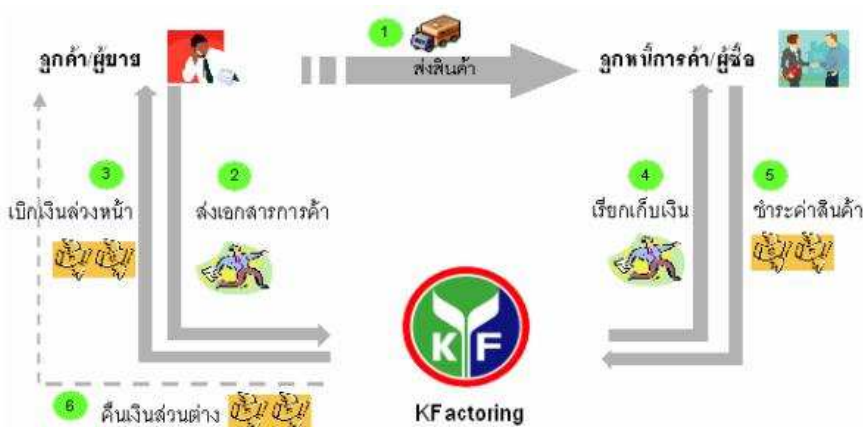 1
ลูกค้า/ผู้ขาย
ส่งสินค้า
ลูกหนี้การค้า/ผู้ซื้อ
3
2
4
5
เบิกเงินล่วงหน้า
ส่งเอกสารการค้า
เรียกเก็บเงิน
ชำระค่าสินค้า
K F
6
คืนเงินส่วนต่าง
KFactoring